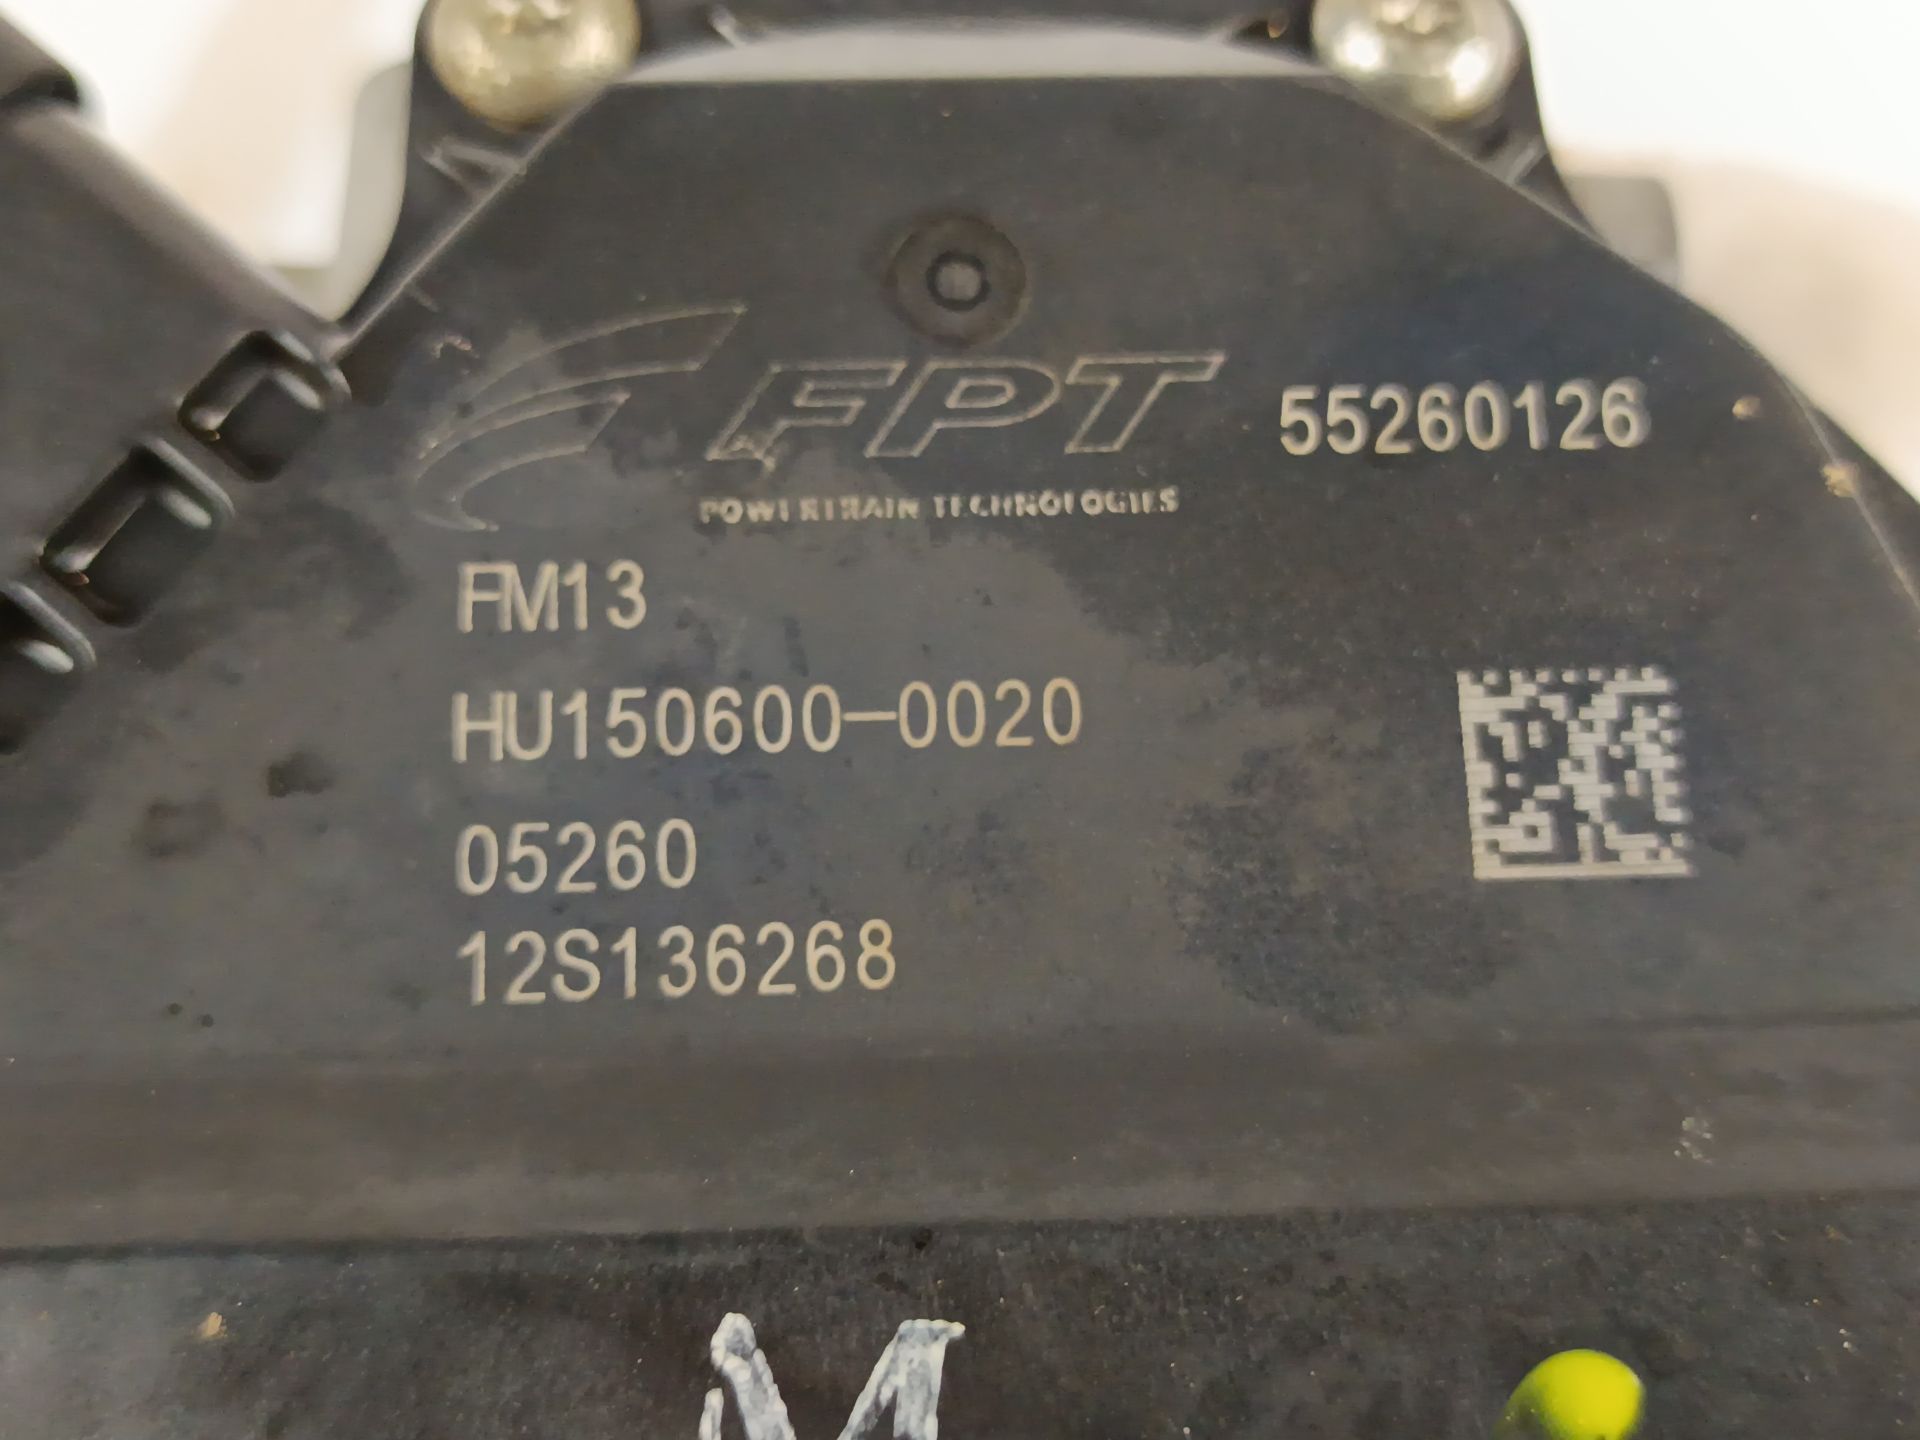 FPT
55260126
POWERTRAIN TECHNOLOGIES
FM13
HU150600-0020
05260
12S136268
M